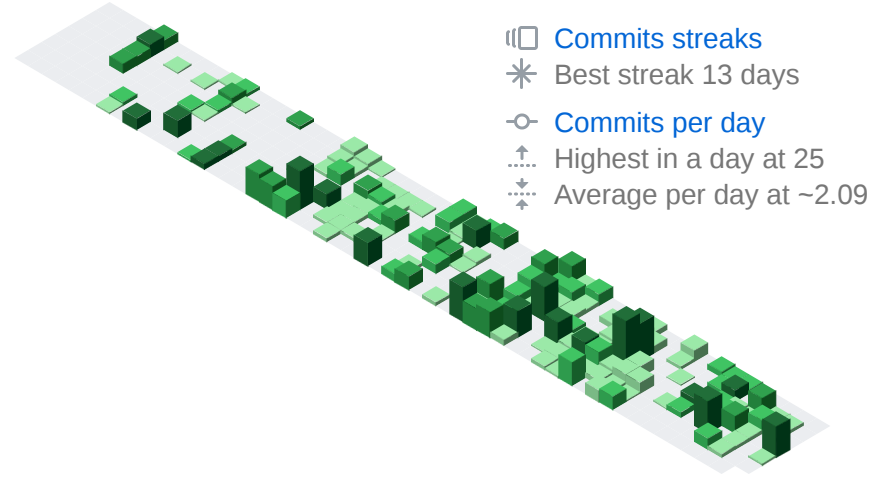 Commits streaks
Best streak 13 days
Commits per day
Highest in a day at 25
Average per day at ~2.09